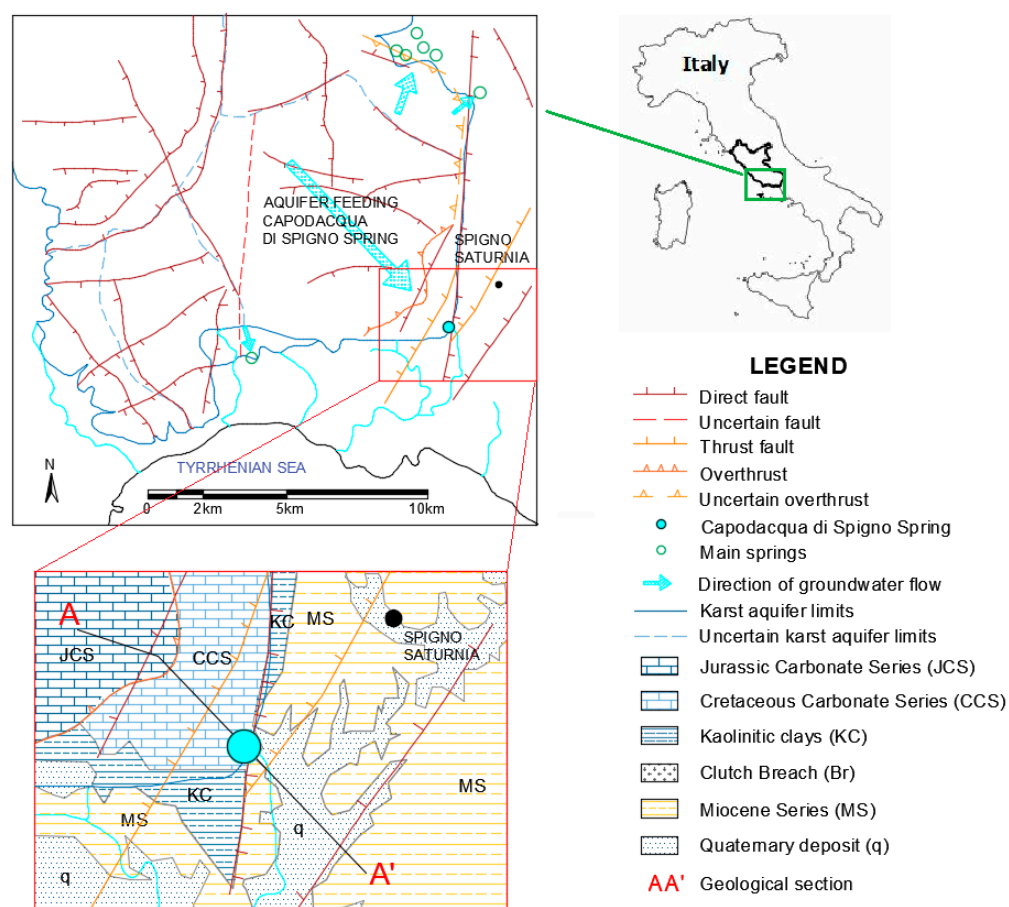 Italy
AQUIFER FEEDING
CAPODACQUA
DI SPIGNO SPRING
SPIGNO
SATURNIA
N
TYRRHENIAN SEA
0 2km 5km 10km
A
JCS
CCS
KC
MS
SPIGNO
SATURNIA
KC
MS
MS
q
q
A'
LEGEND
Direct fault
Uncertain fault
Thrust fault
Overthrust
Uncertain overthrust
Capodacqua di Spigno Spring
Main springs
Direction of groundwater flow
Karst aquifer limits
Uncertain karst aquifer limits
Jurassic Carbonate Series (JCS)
Cretaceous Carbonate Series (CCS)
Kaolinitic clays (KC)
Clutch Breach (Br)
Miocene Series (MS)
Quaternary deposit (q)
AA' Geological section